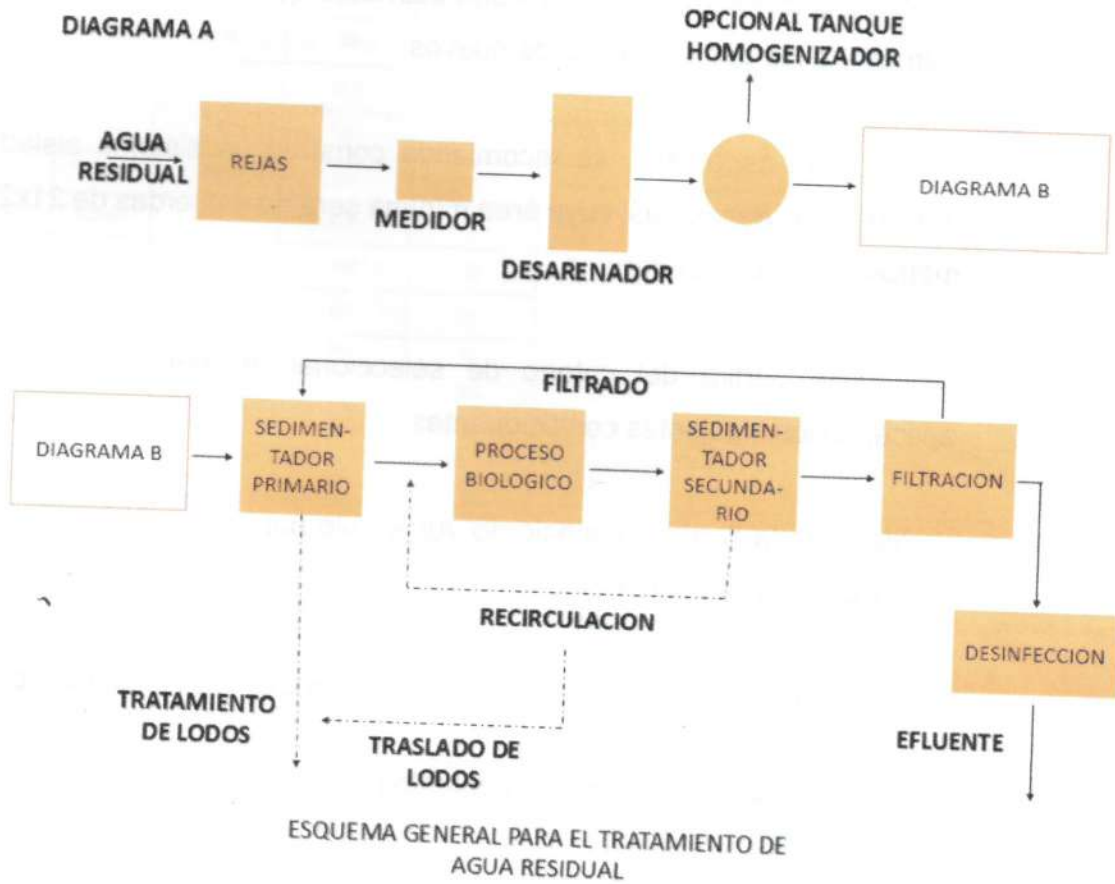 DIAGRAMA A
OPCIONAL TANQUE
HOMOGENIZADOR
AGUA
RESIDUAL
REJAS
MEDIDOR
DESARENADOR
DIAGRAMA B
FILTRADO
DIAGRAMA B
SEDIMEN-
TADOR
PRIMARIO
PROCESO
BIOLOGICO
SEDIMEN-
TADOR
SECUNDA-
RIO
FILTRACION
RECIRCULACION
DESINFECCION
TRATAMIENTO
DE LODOS
TRASLADO DE
LODOS
EFLUENTE
ESQUEMA GENERAL PARA EL TRATAMIENTO DE
AGUA RESIDUAL